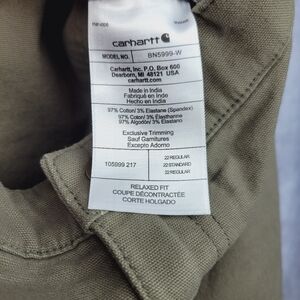 carhartt
MODEL NO. BN5999-W
Carhartt, Inc. P.O. Box 600
Dearborn, MI 48121 USA
carhartt.com
Made in India
Fabriqué en Inde
Hecho en India
97% Cotton/ 3% Elastane (Spandex)
97% Coton/ 3% Élasthanne
97% Algodón/ 3% Elastano
Exclusive Trimming
Sauf Garnitures
Excepto Adorno
105999 217
22 REGULAR
22 STANDARD
22 REGULAR
RELAXED FIT
COUPE DÉCONTRACTÉE
CORTE HOLGADO